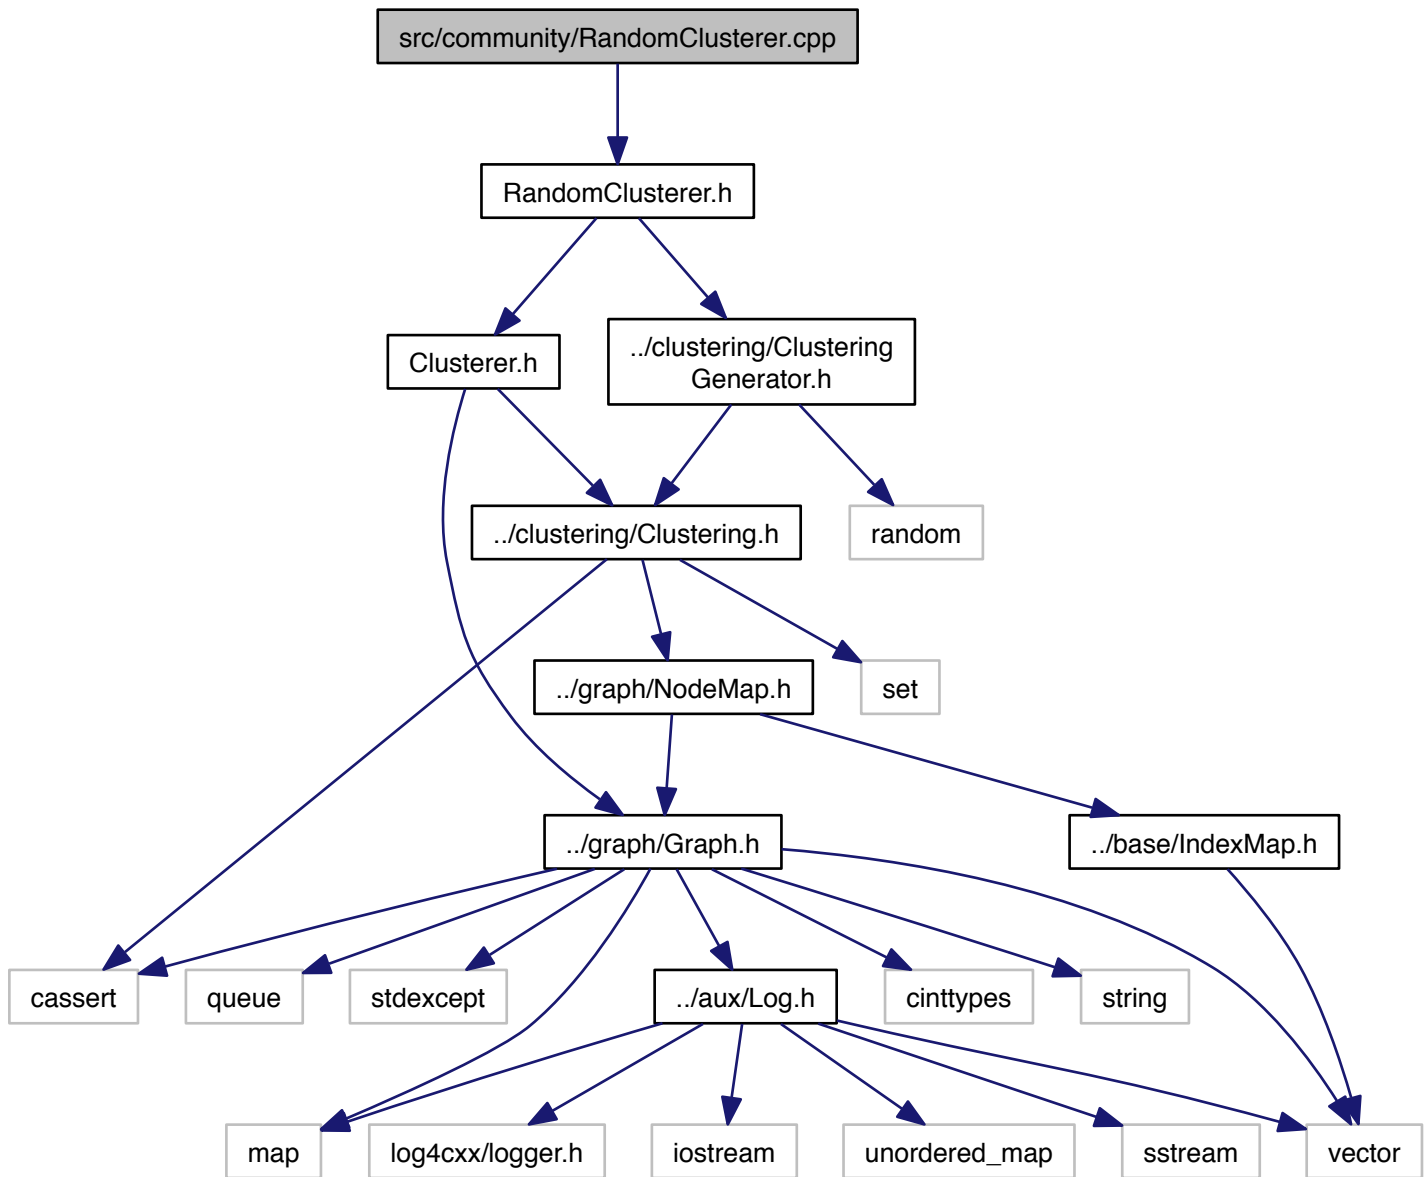 src/community/RandomClusterer.cpp
RandomClusterer.h
Clusterer.h
../clustering/Clustering
Generator.h
../clustering/Clustering.h
random
../graph/NodeMap.h
set
../graph/Graph.h
../base/IndexMap.h
cassert
queue
stdexcept
../aux/Log.h
cinttypes
string
map
log4cxx/logger.h
iostream
unordered_map
sstream
vector